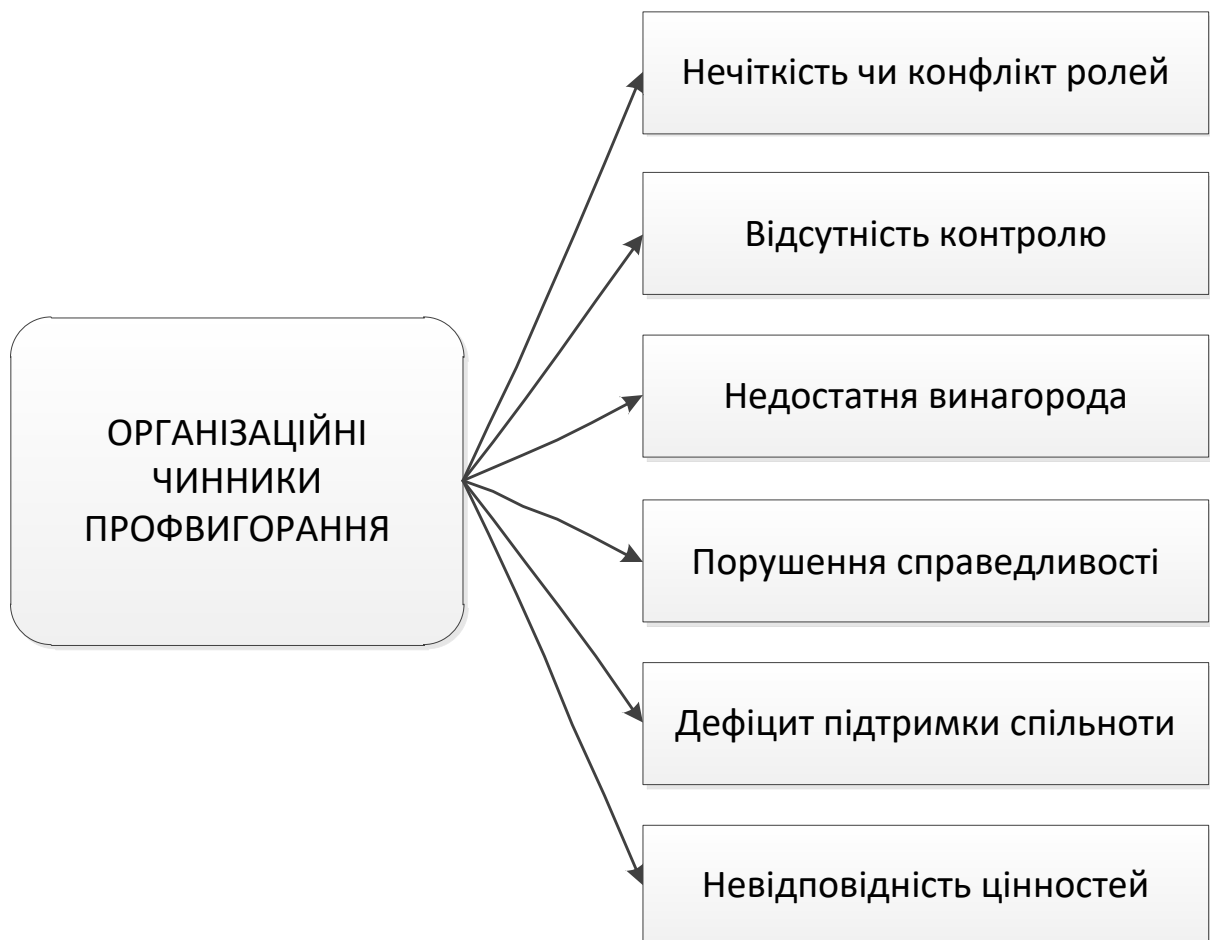 ОРГАНІЗАЦІЙНІ
ЧИННИКИ
ПРОФВИГОРАННЯ
Нечіткість чи конфлікт ролей
Відсутність контролю
Недостатня винагорода
Порушення справедливості
Дефіцит підтримки спільноти
Невідповідність цінностей